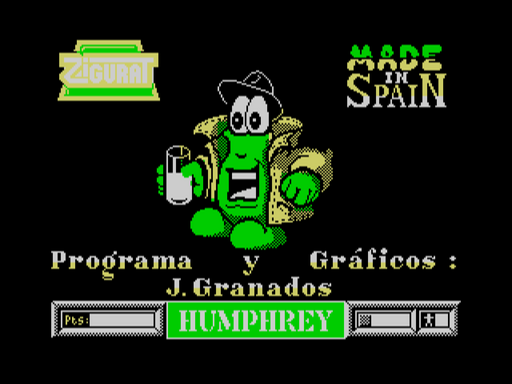 ZIGURAT
MADE
IN
SPAIN
Programa y Gráficos :
J. Granados
Pts:
HUMPHREY